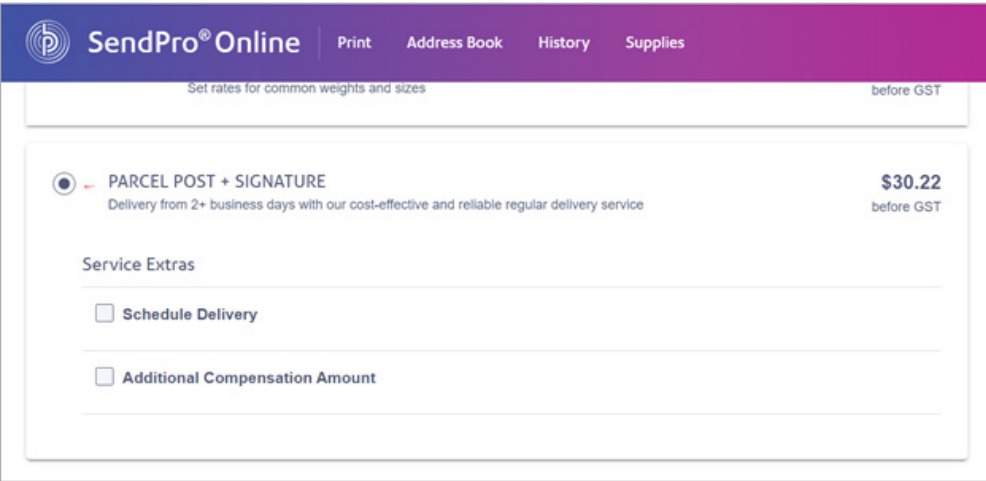 SendPro® Online Print Address Book History Supplies
Set rates for common weights and sizes before GST
PARCEL POST + SIGNATURE $30.22
Delivery from 2+ business days with our cost-effective and reliable regular delivery service before GST
Service Extras
Schedule Delivery
Additional Compensation Amount